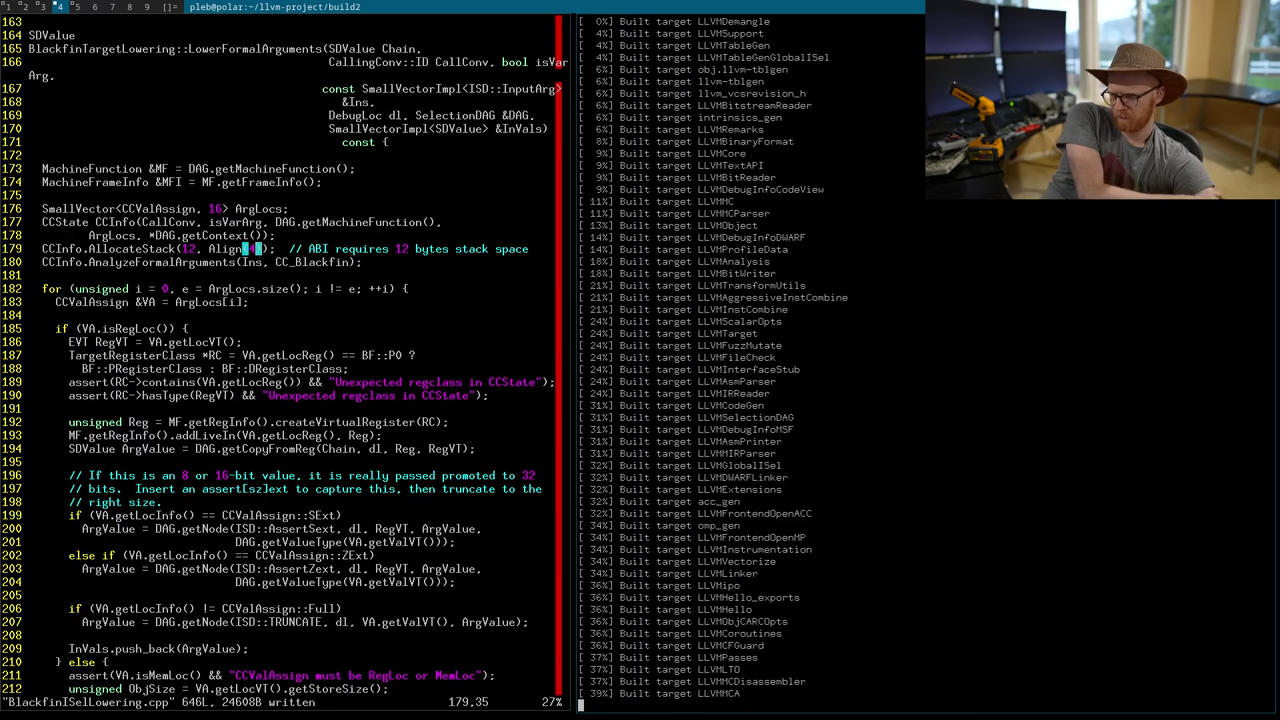 1 2 3 4 5 6 7 8 9 []= pleb@polar:~/llvm-project/build2
163
164 SDValue
165 BlackfinTargetLowering::LowerFormalArguments(SDValue Chain,
166 CallingConv::ID CallConv, bool isVar
Arg,
167 const SmallVectorImpl<ISD::InputArg>
168 &Ins,
169 DebugLoc dl, SelectionDAG &DAG,
170 SmallVectorImpl<SDValue> &InVals)
171 const {
172
173 MachineFunction &MF = DAG.getMachineFunction();
174 MachineFrameInfo &MFI = MF.getFrameInfo();
175
176 SmallVector<CCValAssign, 16> ArgLocs;
177 CCState CCInfo(CallConv, isVarArg, DAG.getMachineFunction(),
178 ArgLocs, *DAG.getContext());
179 CCInfo.AllocateStack(12, Align(4)); // ABI requires 12 bytes stack space
180 CCInfo.AnalyzeFormalArguments(Ins, CC_Blackfin);
181
182 for (unsigned i = 0, e = ArgLocs.size(); i != e; ++i) {
183 CCValAssign &VA = ArgLocs[i];
184
185 if (VA.isRegLoc()) {
186 EVT RegVT = VA.getLocVT();
187 TargetRegisterClass *RC = VA.getLocReg() == BF::P0 ?
188 BF::PRegisterClass : BF::DRegisterClass;
189 assert(RC->contains(VA.getLocReg()) && "Unexpected regclass in CCState");
190 assert(RC->hasType(RegVT) && "Unexpected regclass in CCState");
191
192 unsigned Reg = MF.getRegInfo().createVirtualRegister(RC);
193 MF.getRegInfo().addLiveIn(VA.getLocReg(), Reg);
194 SDValue ArgValue = DAG.getCopyFromReg(Chain, dl, Reg, RegVT);
195
196 // If this is an 8 or 16-bit value, it is really passed promoted to 32
197 // bits. Insert an assert[sz]ext to capture this, then truncate to the
198 // right size.
199 if (VA.getLocInfo() == CCValAssign::SExt)
200 ArgValue = DAG.getNode(ISD::AssertSext, dl, RegVT, ArgValue,
201 DAG.getValueType(VA.getValVT()));
202 else if (VA.getLocInfo() == CCValAssign::ZExt)
203 ArgValue = DAG.getNode(ISD::AssertZext, dl, RegVT, ArgValue,
204 DAG.getValueType(VA.getValVT()));
205
206 if (VA.getLocInfo() != CCValAssign::Full)
207 ArgValue = DAG.getNode(ISD::TRUNCATE, dl, VA.getValVT(), ArgValue);
208
209 InVals.push_back(ArgValue);
210 } else {
211 assert(VA.isMemLoc() && "CCValAssign must be RegLoc or MemLoc");
212 unsigned ObjSize = VA.getLocVT().getStoreSize();
"BlackfinISelLowering.cpp" 646L, 24608B written 179,35 27%
[ 0%] Built target LLVMDemangle
[ 4%] Built target LLVMSupport
[ 4%] Built target LLVMTableGen
[ 4%] Built target LLVMTableGenGlobalISel
[ 6%] Built target obj.llvm-tblgen
[ 6%] Built target llvm-tblgen
[ 6%] Built target llvm_vcsrevision_h
[ 6%] Built target LLVMBitstreamReader
[ 6%] Built target intrinsics_gen
[ 6%] Built target LLVMRemarks
[ 8%] Built target LLVMBinaryFormat
[ 9%] Built target LLVMCore
[ 9%] Built target LLVMTextAPI
[ 9%] Built target LLVMBitReader
[ 9%] Built target LLVMDebugInfoCodeView
[ 11%] Built target LLVMMC
[ 11%] Built target LLVMMCParser
[ 13%] Built target LLVMObject
[ 14%] Built target LLVMDebugInfoDWARF
[ 14%] Built target LLVMProfileData
[ 18%] Built target LLVMAnalysis
[ 18%] Built target LLVMBitWriter
[ 21%] Built target LLVMTransformUtils
[ 21%] Built target LLVMAggressiveInstCombine
[ 21%] Built target LLVMInstCombine
[ 24%] Built target LLVMScalarOpts
[ 24%] Built target LLVMTarget
[ 24%] Built target LLVMFuzzMutate
[ 24%] Built target LLVMFileCheck
[ 24%] Built target LLVMInterfaceStub
[ 24%] Built target LLVMAsmParser
[ 24%] Built target LLVMIRReader
[ 31%] Built target LLVMCodeGen
[ 31%] Built target LLVMSelectionDAG
[ 31%] Built target LLVMDebugInfoMSF
[ 31%] Built target LLVMAsmPrinter
[ 31%] Built target LLVMMIRParser
[ 32%] Built target LLVMGlobalISel
[ 32%] Built target LLVMDWARFLinker
[ 32%] Built target LLVMExtensions
[ 32%] Built target acc_gen
[ 32%] Built target LLVMFrontendOpenACC
[ 34%] Built target omp_gen
[ 34%] Built target LLVMFrontendOpenMP
[ 34%] Built target LLVMInstrumentation
[ 34%] Built target LLVMVectorize
[ 34%] Built target LLVMLinker
[ 36%] Built target LLVMipo
[ 36%] Built target LLVMHello_exports
[ 36%] Built target LLVMHello
[ 36%] Built target LLVMObjCARCOpts
[ 36%] Built target LLVMCoroutines
[ 36%] Built target LLVMCFGuard
[ 37%] Built target LLVMPasses
[ 37%] Built target LLVMLTO
[ 37%] Built target LLVMMCDisassembler
[ 39%] Built target LLVMMCA